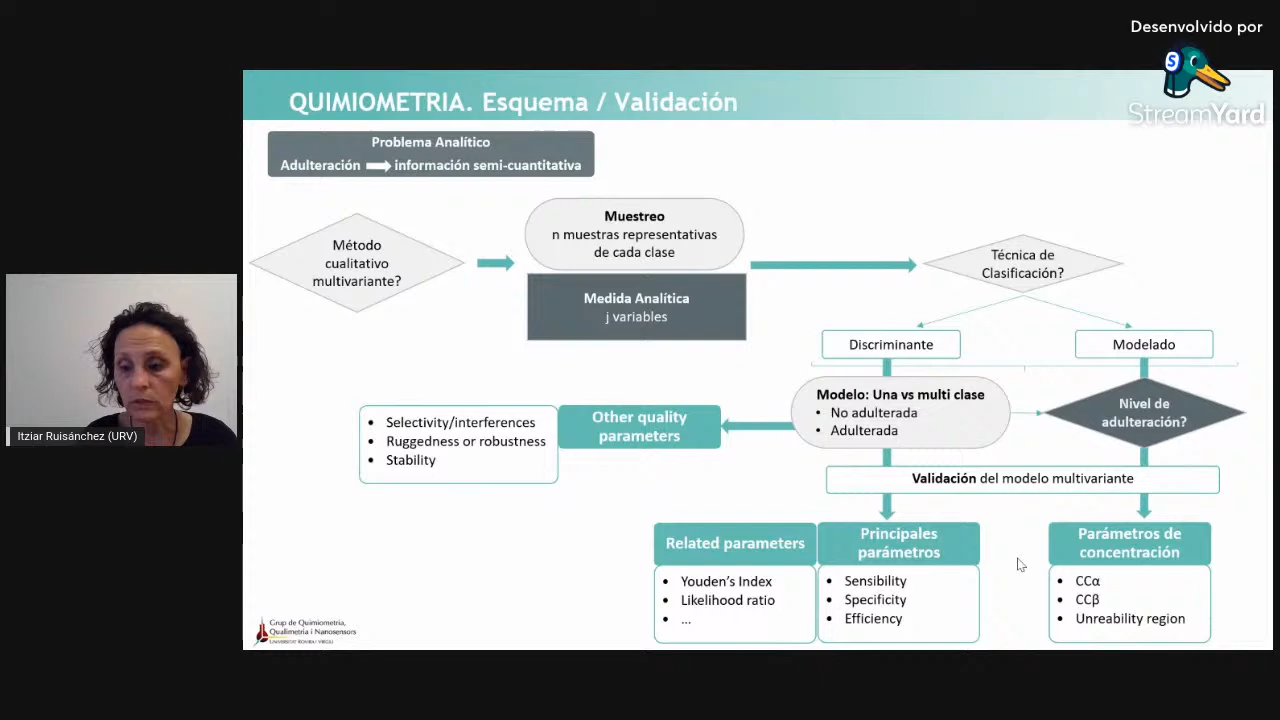 Desenvolvido por
S
StreamYard
QUIMIOMETRIA. Esquema / Validación
Problema Analítico
Adulteración información semi-cuantitativa
Método
cualitativo
multivariante?
Muestreo
n muestras representativas
de cada clase
Medida Analítica
j variables
Técnica de
Clasificación?
Discriminante
Modelado
Modelo: Una vs multi clase
• No adulterada
• Adulterada
Nivel de
adulteración?
Other quality
parameters
• Selectivity/interferences
• Ruggedness or robustness
• Stability
Validación del modelo multivariante
Related parameters
• Youden's Index
• Likelihood ratio
• ...
Principales
parámetros
• Sensibility
• Specificity
• Efficiency
Parámetros de
concentración
• CCα
• CCβ
• Unreability region
Itziar Ruisánchez (URV)
Grup de Quimiometria,
Qualimetria i Nanosensors
UNIVERSITAT ROVIRA I VIRGILI